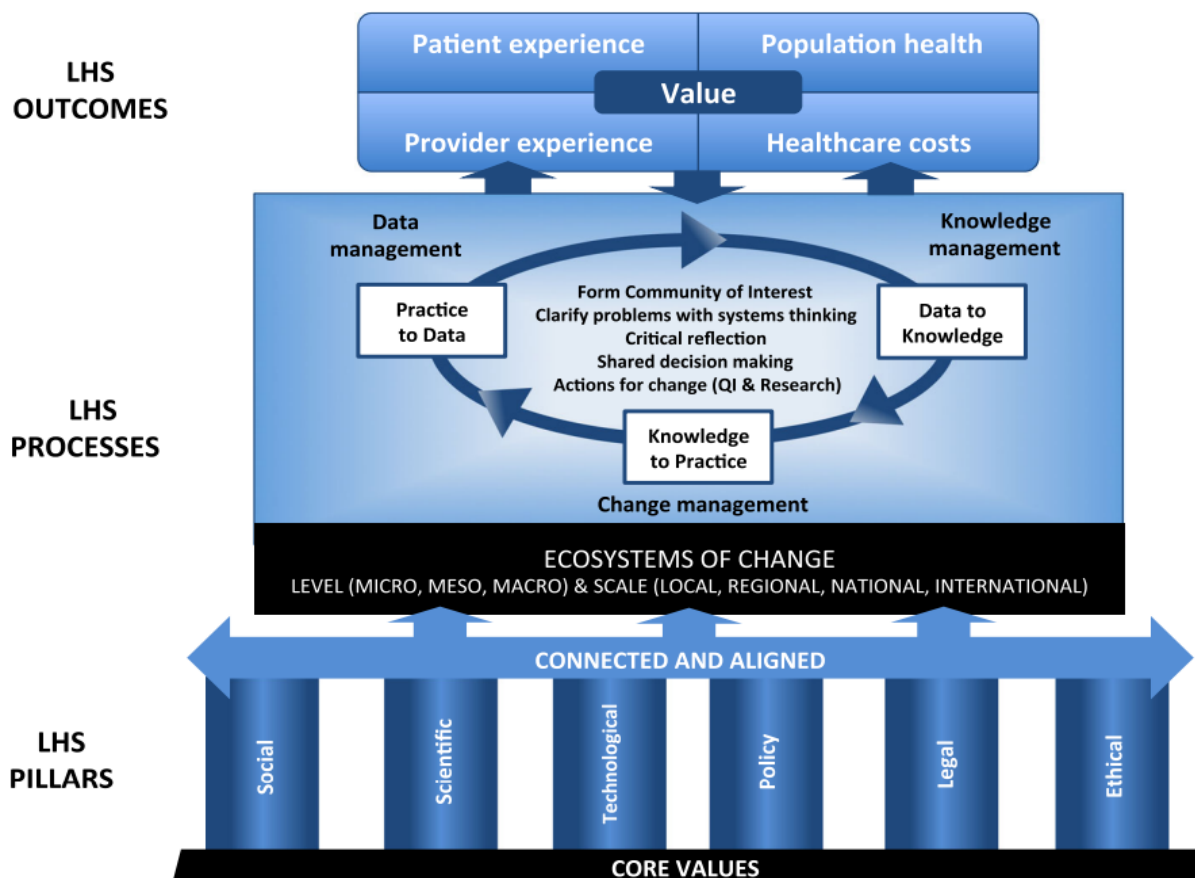 LHS
OUTCOMES
Patient experience
Population health
Value
Provider experience
Healthcare costs
LHS
PROCESSES
Data
management
Knowledge
management
Practice
to Data
Form Community of Interest
Clarify problems with systems thinking
Critical reflection
Shared decision making
Actions for change (QI & Research)
Data to
Knowledge
Knowledge
to Practice
Change management
ECOSYSTEMS OF CHANGE
LEVEL (MICRO, MESO, MACRO) & SCALE (LOCAL, REGIONAL, NATIONAL, INTERNATIONAL)
CONNECTED AND ALIGNED
LHS
PILLARS
Social
Scientific
Technological
Policy
Legal
Ethical
CORE VALUES